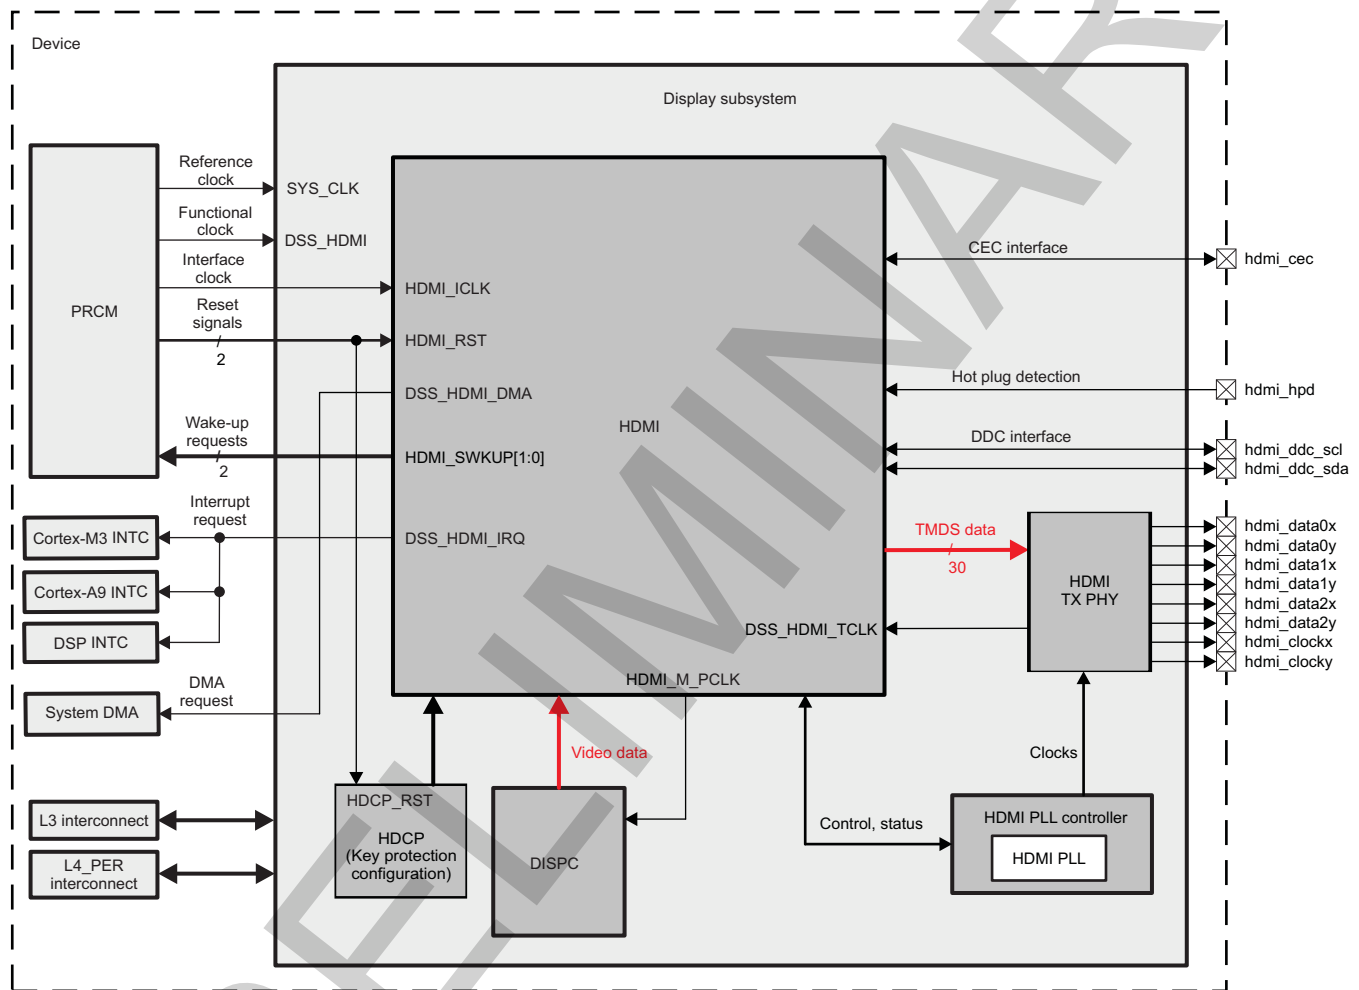 Device
Display subsystem
PRCM
Reference
clock
SYS_CLK
Functional
clock
DSS_HDMI
Interface
clock
HDMI_ICLK
Reset
signals
2
HDMI_RST
DSS_HDMI_DMA
Wake-up
requests
2
HDMI_SWKUP[1:0]
Interrupt
request
DSS_HDMI_IRQ
HDMI
CEC interface
hdmi_cec
Hot plug detection
hdmi_hpd
DDC interface
hdmi_ddc_scl
hdmi_ddc_sda
TMDS data
30
HDMI
TX PHY
hdmi_data0x
hdmi_data0y
hdmi_data1x
hdmi_data1y
hdmi_data2x
hdmi_data2y
hdmi_clockx
hdmi_clocky
DSS_HDMI_TCLK
HDMI_M_PCLK
Cortex-M3 INTC
Cortex-A9 INTC
DSP INTC
DMA
request
System DMA
Video data
Clocks
L3 interconnect
L4_PER
interconnect
HDCP_RST
HDCP
(Key protection
configuration)
DISPC
Control, status
HDMI PLL controller
HDMI PLL
ELIMINAR